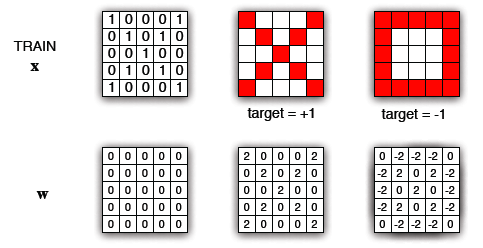 TRAIN
x
1 0 0 0 1
0 1 0 1 0
0 0 1 0 0
0 1 0 1 0
1 0 0 0 1
target = +1
target = -1
w
0 0 0 0 0
0 0 0 0 0
0 0 0 0 0
0 0 0 0 0
0 0 0 0 0
2 0 0 0 2
0 2 0 2 0
0 0 2 0 0
0 2 0 2 0
2 0 0 0 2
0 -2 -2 -2 0
-2 2 0 2 -2
-2 0 2 0 -2
-2 2 0 2 -2
0 -2 -2 -2 0